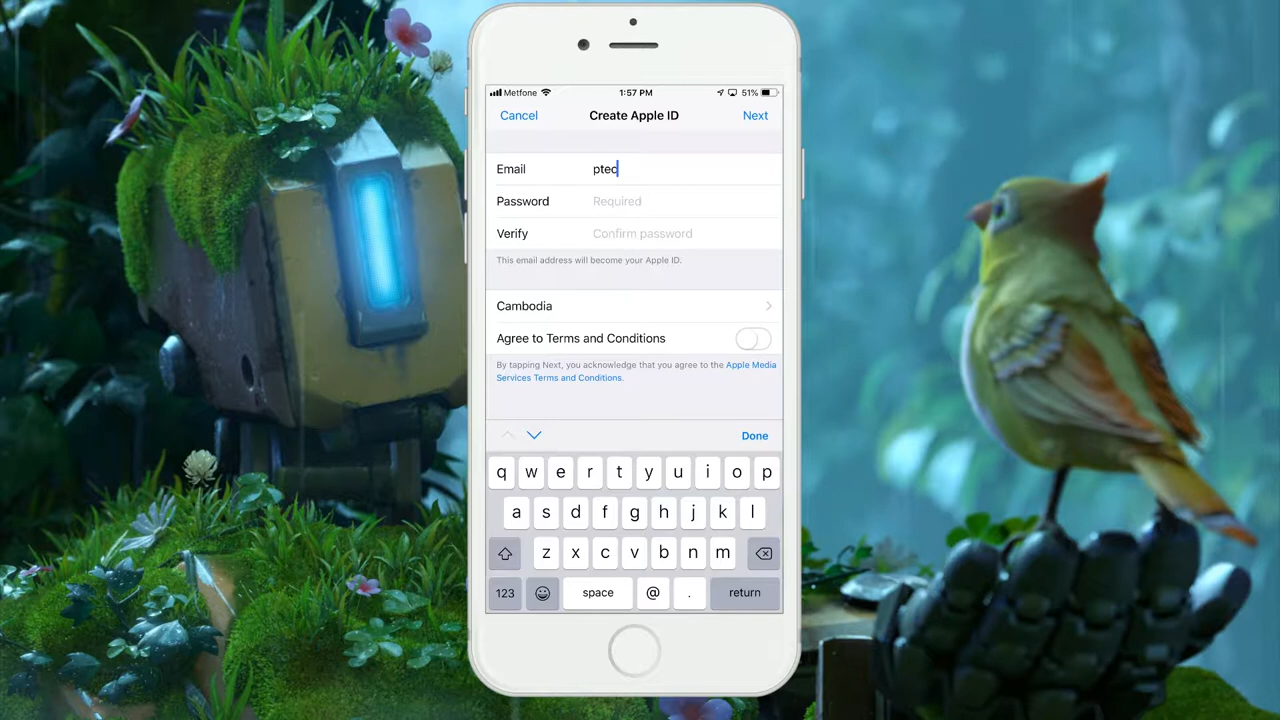 Metfone 1:57 PM 51%
Cancel Create Apple ID Next
Email ptec
Password Required
Verify Confirm password
This email address will become your Apple ID.
Cambodia
Agree to Terms and Conditions
By tapping Next, you acknowledge that you agree to the Apple Media
Services Terms and Conditions.
Done
q w e r t y u i o p
a s d f g h j k l
z x c v b n m
123 space @ . return